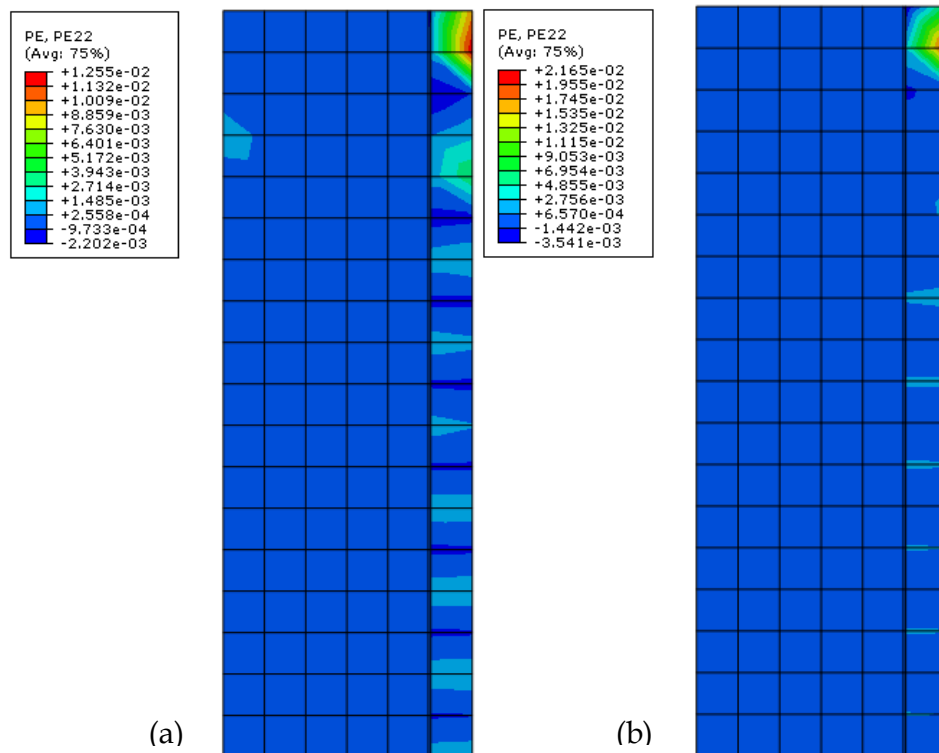 PE, PE22
(Avg: 75%)
+1.255e-02
+1.132e-02
+1.009e-02
+8.859e-03
+7.630e-03
+6.401e-03
+5.172e-03
+3.943e-03
+2.714e-03
+1.485e-03
+2.558e-04
-9.733e-04
-2.202e-03
(a)
PE, PE22
(Avg: 75%)
+2.165e-02
+1.955e-02
+1.745e-02
+1.535e-02
+1.325e-02
+1.115e-02
+9.053e-03
+6.954e-03
+4.855e-03
+2.756e-03
+6.570e-04
-1.442e-03
-3.541e-03
(b)